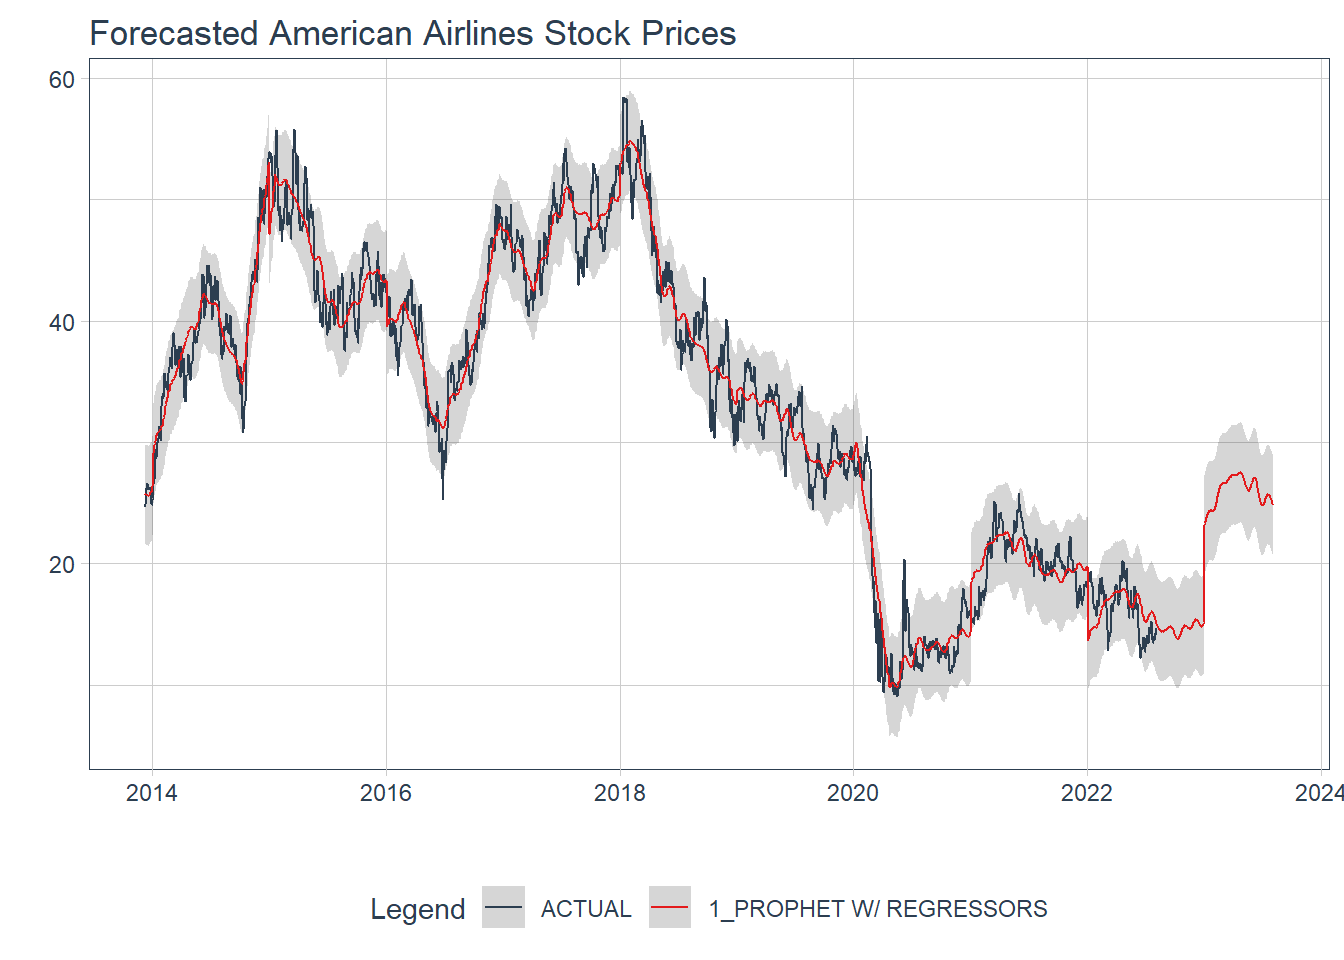 Forecasted American Airlines Stock Prices
60
40
20
2014 2016 2018 2020 2022 2024
Legend ACTUAL 1_PROPHET W/ REGRESSORS